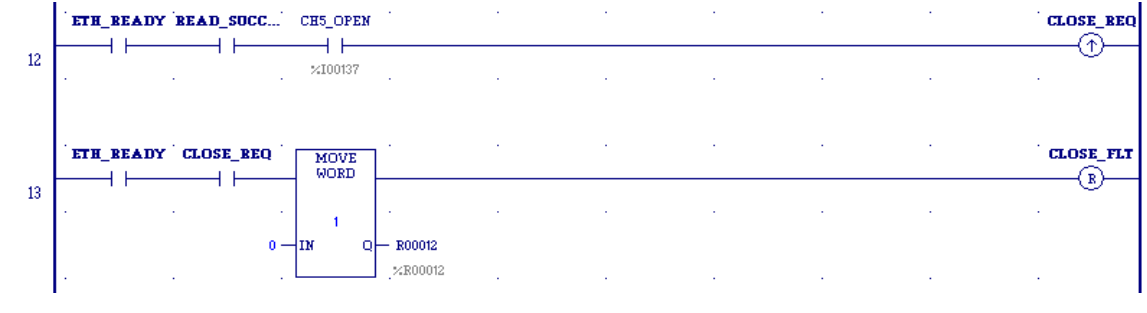 ETH_READY READ_SUCC... CH5_OPEN CLOSE_REQ
12
%I00137
ETH_READY CLOSE_REQ MOVE CLOSE_FLT
WORD
13 R
1
0 IN Q R00012
%R00012